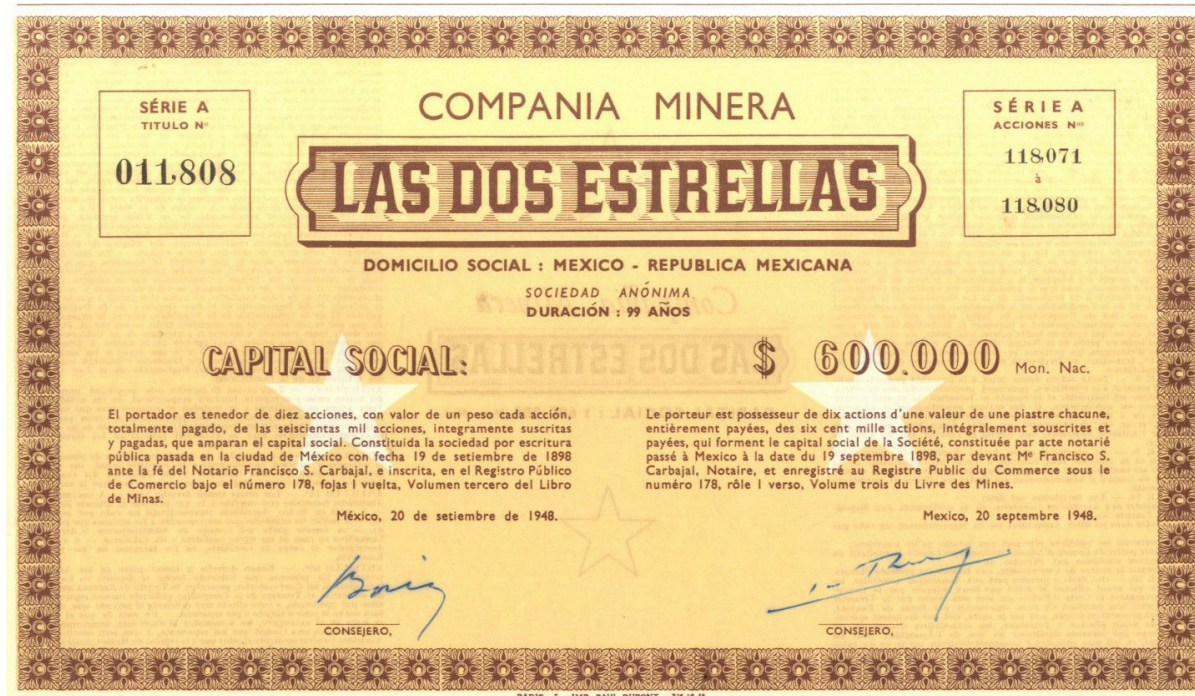 SÉRIE A
TITULO Nº
011.808
COMPANIA MINERA
LAS DOS ESTRELLAS
SÉRIE A
ACCIONES Nºˢ
118.071
à
118.080
DOMICILIO SOCIAL : MEXICO - REPUBLICA MEXICANA
SOCIEDAD ANÓNIMA
DURACIÓN : 99 AÑOS
CAPITAL SOCIAL: $ 600.000 Mon. Nac.
El portador es tenedor de diez acciones, con valor de un peso cada acción,
totalmente pagado, de las seiscientas mil acciones, integramente suscritas
y pagadas, que amparan el capital social. Constituida la sociedad por escritura
pública pasada en la ciudad de México con fecha 19 de setiembre de 1898
ante la fé del Notario Francisco S. Carbajal, e inscrita, en el Registro Público
de Comercio bajo el número 178, fojas I vuelta, Volumen tercero del Libro
de Minas.
México, 20 de setiembre de 1948.
CONSEJERO,
Le porteur est possesseur de dix actions d'une valeur de une piastre chacune,
entièrement payées, des six cent mille actions, intégralement souscrites et
payées, qui forment le capital social de la Société, constituée par acte notarié
passé à Mexico à la date du 19 septembre 1898, par devant Mᵉ Francisco S.
Carbajal, Notaire, et enregistré au Registre Public du Commerce sous le
numéro 178, rôle I verso, Volume trois du Livre des Mines.
Mexico, 20 septembre 1948.
CONSEJERO,